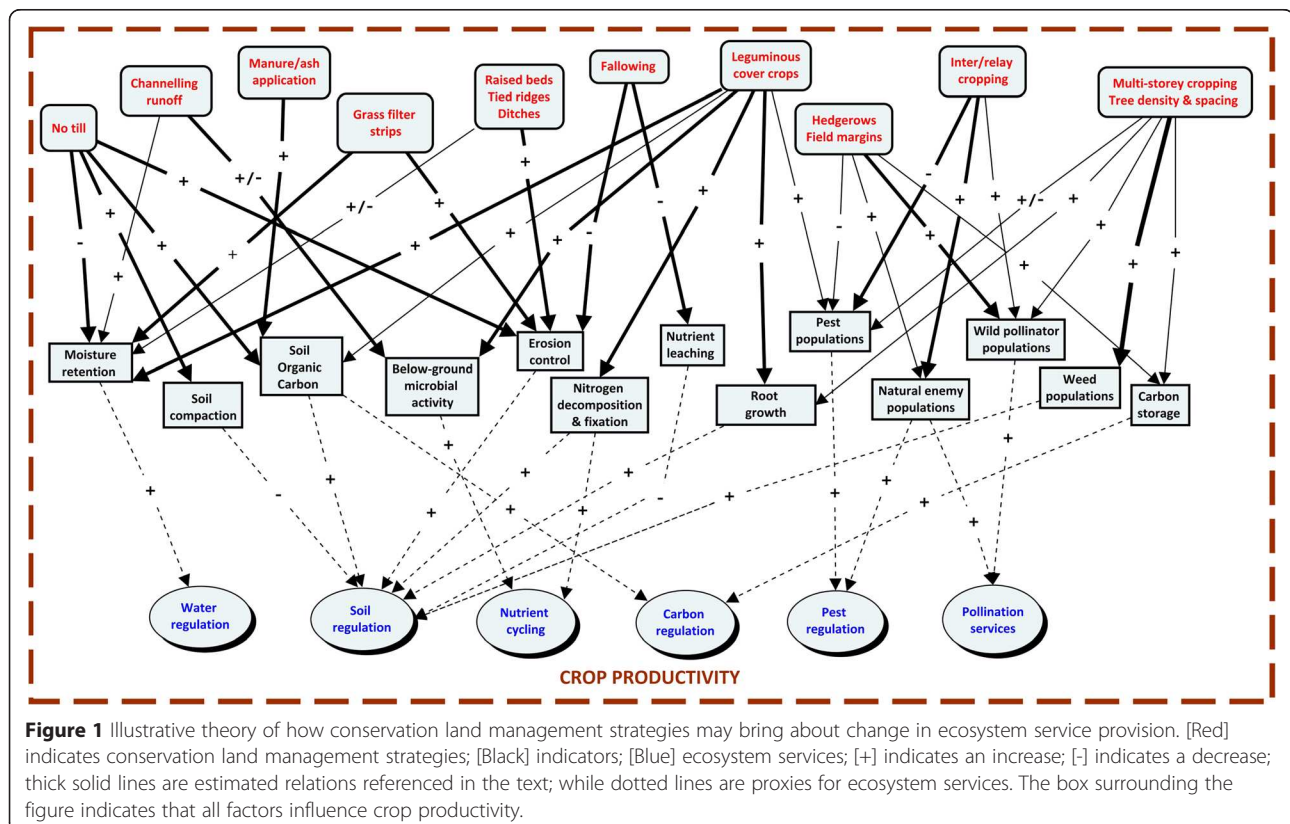 Manure/ash
application
Channelling
runoff
No till
Grass filter
strips
Raised beds
Tied ridges
Ditches
Fallowing
Leguminous
cover crops
Hedgerows
Field margins
Inter/relay
cropping
Multi-storey cropping
Tree density & spacing
-
+
+
+
+
+/-
+
+
+
+/-
+
+
-
-
+
+
+
+
+
-
+
-
+
+
+/-
+
+
+
+
Moisture
retention
Soil
compaction
Soil
Organic
Carbon
Below-ground
microbial
activity
Erosion
control
Nitrogen
decomposition
& fixation
Nutrient
leaching
Root
growth
Pest
populations
Natural enemy
populations
Wild pollinator
populations
Weed
populations
Carbon
storage
+
-
+
+
+
+
+
+
+
-
+
+
+
+
+
+
Water
regulation
Soil
regulation
Nutrient
cycling
Carbon
regulation
Pest
regulation
Pollination
services
CROP PRODUCTIVITY
Figure 1 Illustrative theory of how conservation land management strategies may bring about change in ecosystem service provision. [Red]
indicates conservation land management strategies; [Black] indicators; [Blue] ecosystem services; [+] indicates an increase; [-] indicates a decrease;
thick solid lines are estimated relations referenced in the text; while dotted lines are proxies for ecosystem services. The box surrounding the
figure indicates that all factors influence crop productivity.